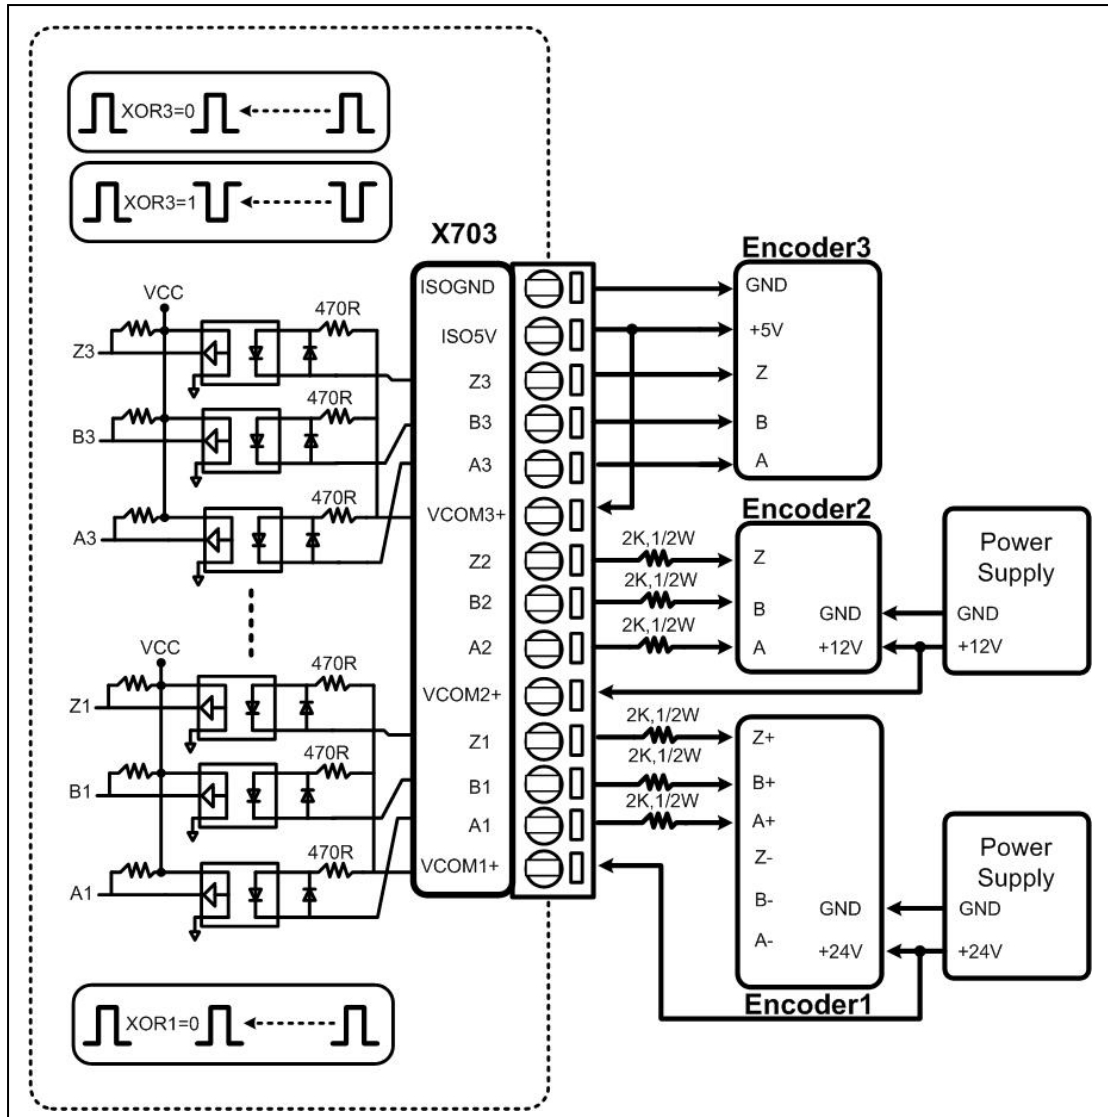 XOR3=0
XOR3=1
X703
Encoder3
ISOGND
ISO5V
Z3
B3
A3
VCOM3+
Z2
B2
A2
VCOM2+
Z1
B1
A1
VCOM1+
GND
+5V
Z
B
A
VCC
470R
Z3
470R
B3
470R
A3
Encoder2
2K,1/2W
2K,1/2W
2K,1/2W
Z
B
A
GND
+12V
Power
Supply
GND
+12V
VCC
470R
Z1
470R
B1
470R
A1
2K,1/2W
2K,1/2W
2K,1/2W
Z+
B+
A+
Z-
B-
A-
GND
+24V
Encoder1
Power
Supply
GND
+24V
XOR1=0